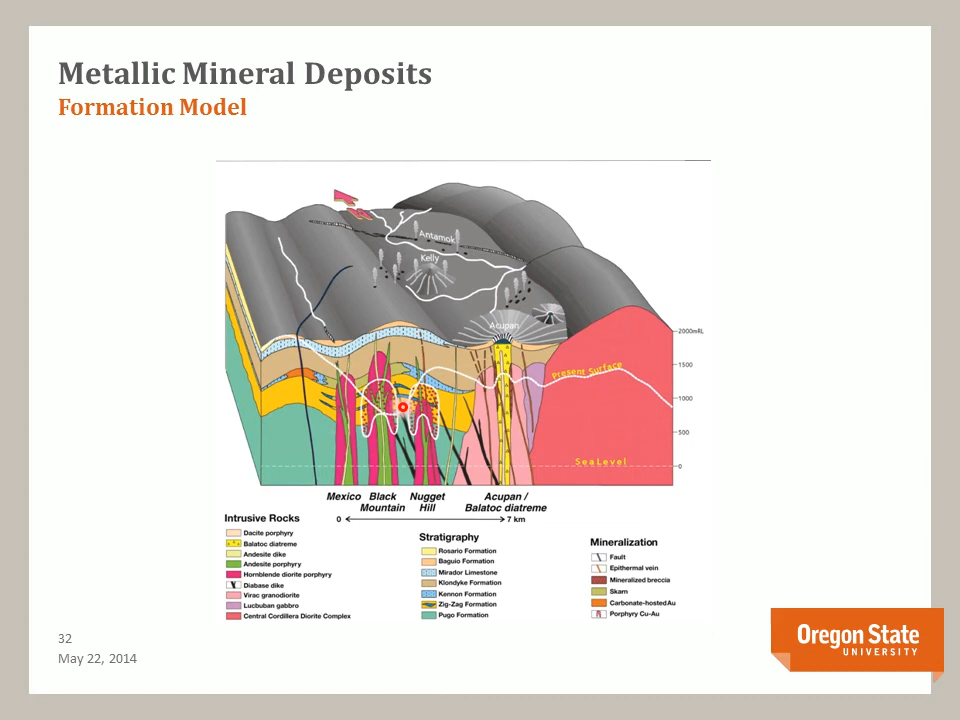 Metallic Mineral Deposits
Formation Model
Antamok
Kelly
Acupan
2000mRL
Present Surface
1500
1000
500
Sea Level
0
Mexico Black Mountain Nugget Hill Acupan / Balatoc diatreme
0 7 km
Intrusive Rocks
Dacite porphyry
Balatoc diatreme
Andesite dike
Andesite porphyry
Hornblende diorite porphyry
Diabase dike
Virac granodiorite
Lucbuban gabbro
Central Cordillera Diorite Complex
Stratigraphy
Rosario Formation
Baguio Formation
Mirador Limestone
Klondyke Formation
Kennon Formation
Zig-Zag Formation
Pugo Formation
Mineralization
Fault
Epithermal vein
Mineralized breccia
Skarn
Carbonate-hosted Au
Porphyry Cu-Au
32
May 22, 2014
Oregon State
UNIVERSITY